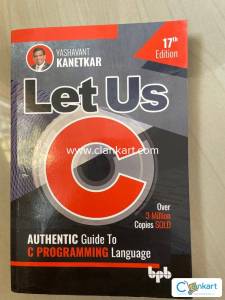 YASHAVANT
KANETKAR
17th
Edition
Let Us
C
www.clankart.com
Over
3 Million
Copies SOLD
AUTHENTIC Guide To
C PROGRAMMING Language
bpb
Clankart